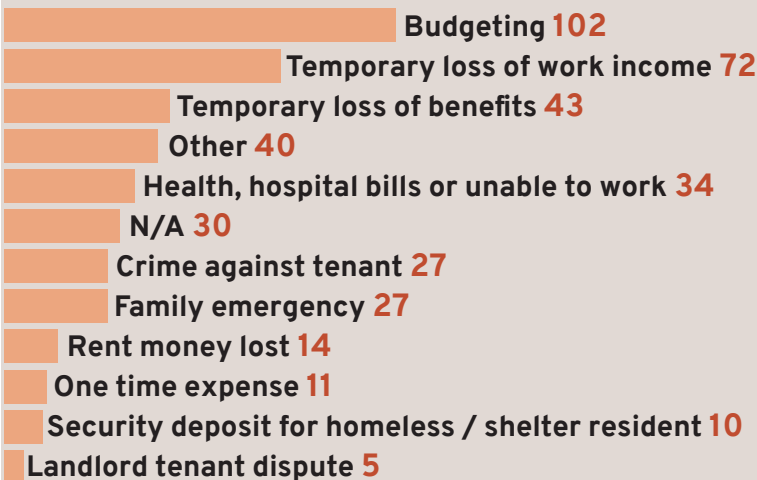 Budgeting 102
Temporary loss of work income 72
Temporary loss of benefits 43
Other 40
Health, hospital bills or unable to work 34
N/A 30
Crime against tenant 27
Family emergency 27
Rent money lost 14
One time expense 11
Security deposit for homeless / shelter resident 10
Landlord tenant dispute 5